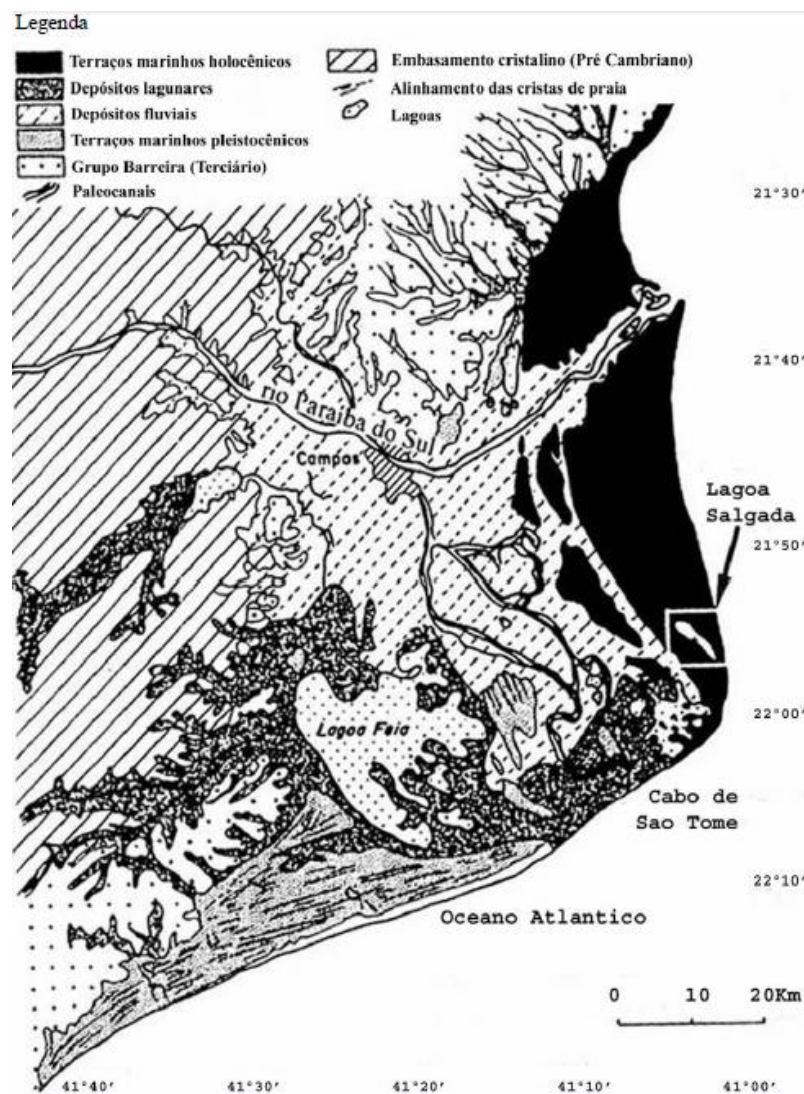 Legenda
Terraços marinhos holocênicos
Depósitos lagunares
Depósitos fluviais
Terraços marinhos pleistocênicos
Grupo Barreira (Terciário)
Paleocanais
Embasamento cristalino (Pré Cambriano)
Alinhamento das cristas de praia
Lagoas
21°30'
21°40'
rio Paraiba do Sul
Campos
Lagoa
Salgada
21°50'
22°00'
Lagoa Feia
Cabo de
Sao Tome
22°10'
Oceano Atlantico
0 10 20Km
41°40' 41°30' 41°20' 41°10' 41°00'